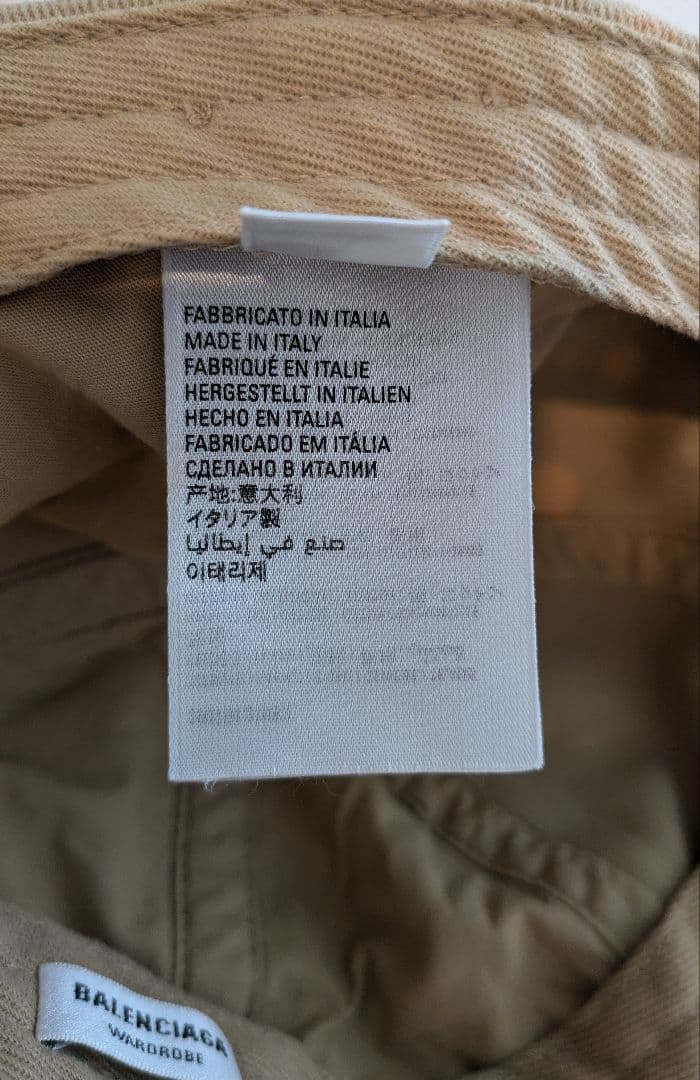 FABBRICATO IN ITALIA
MADE IN ITALY
FABRIQUÉ EN ITALIE
HERGESTELLT IN ITALIEN
HECHO EN ITALIA
FABRICADO EM ITÁLIA
СДЕЛАНО В ИТАЛИИ
产地:意大利
イタリア製
صنع في إيطاليا
이태리제
BALENCIAGA
WARDROBE